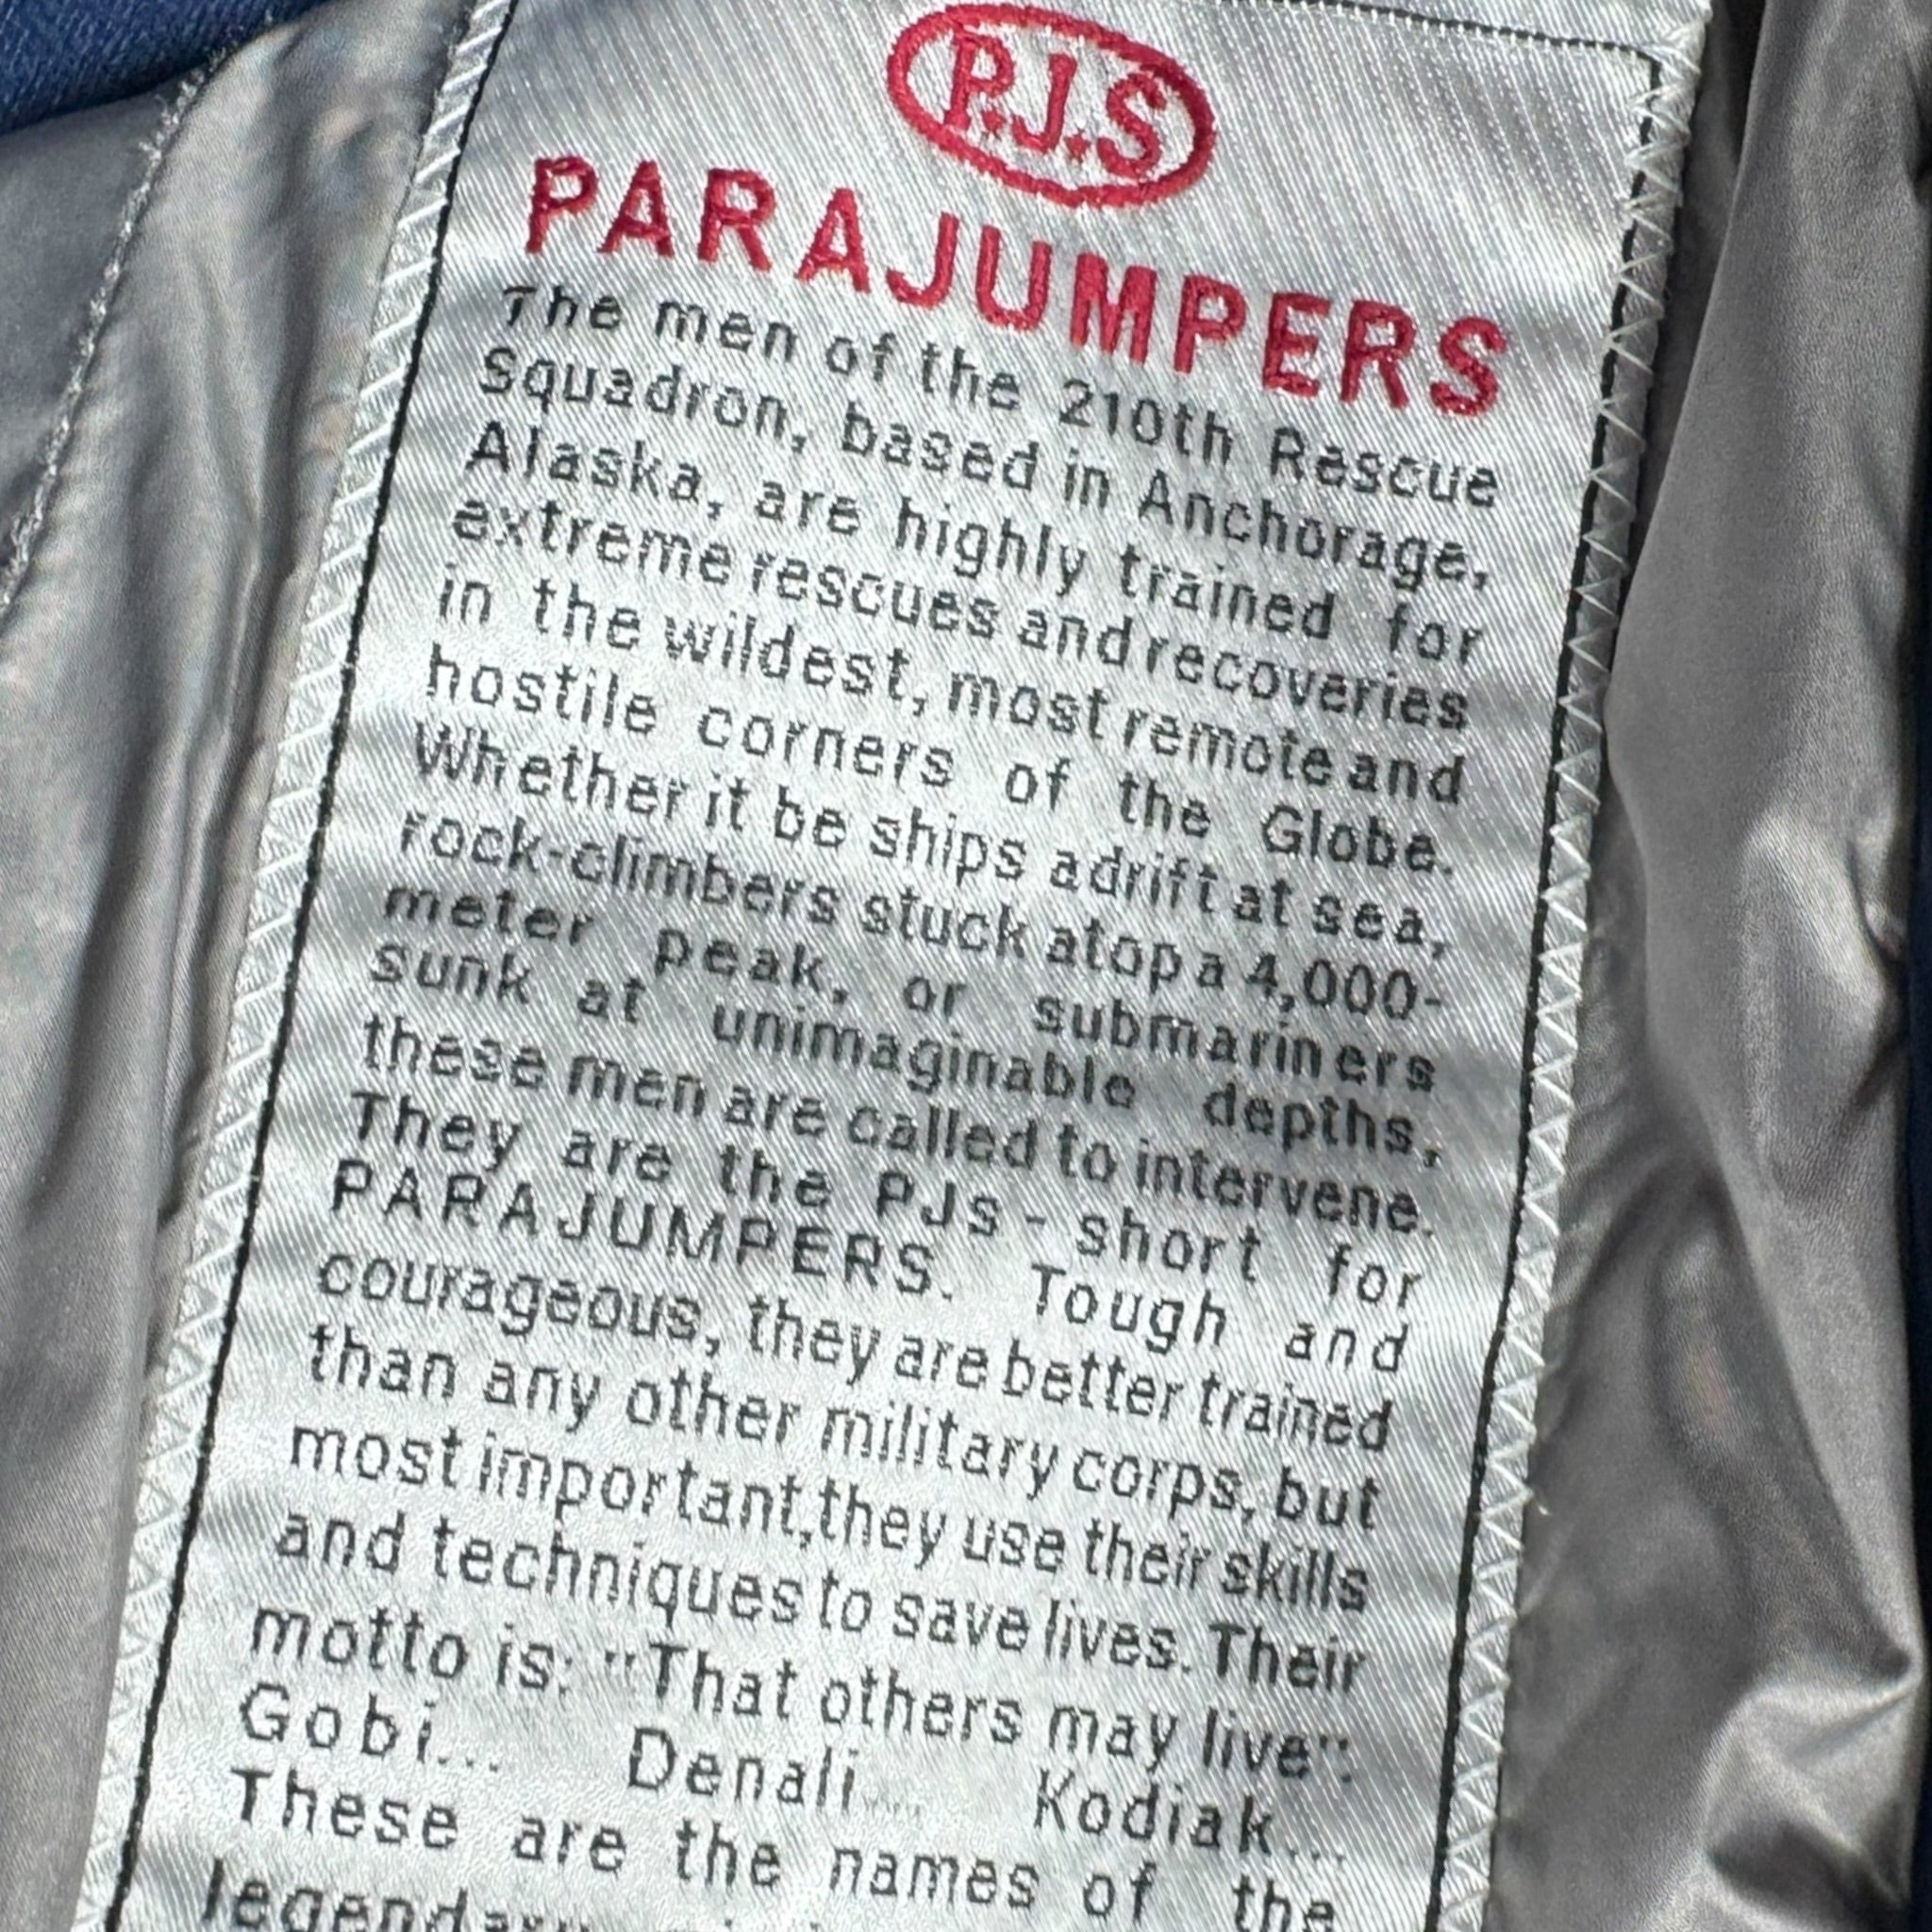 P.J.S
PARAJUMPERS
The men of the 210th Rescue
Squadron, based in Anchorage,
Alaska, are highly trained for
extreme rescues and recoveries
in the wildest, most remote and
hostile corners of the Globe.
Whether it be ships adrift at sea,
rock-climbers stuck atop a 4,000-
meter peak, or submariners
sunk at unimaginable depths,
these men are called to intervene.
They are the PJs - short for
PARAJUMPERS. Tough and
courageous, they are better trained
than any other military corps, but
most important,they use their skills
and techniques to save lives. Their
motto is: "That others may live".
Gobi... Denali... Kodiak...
These are the names of the